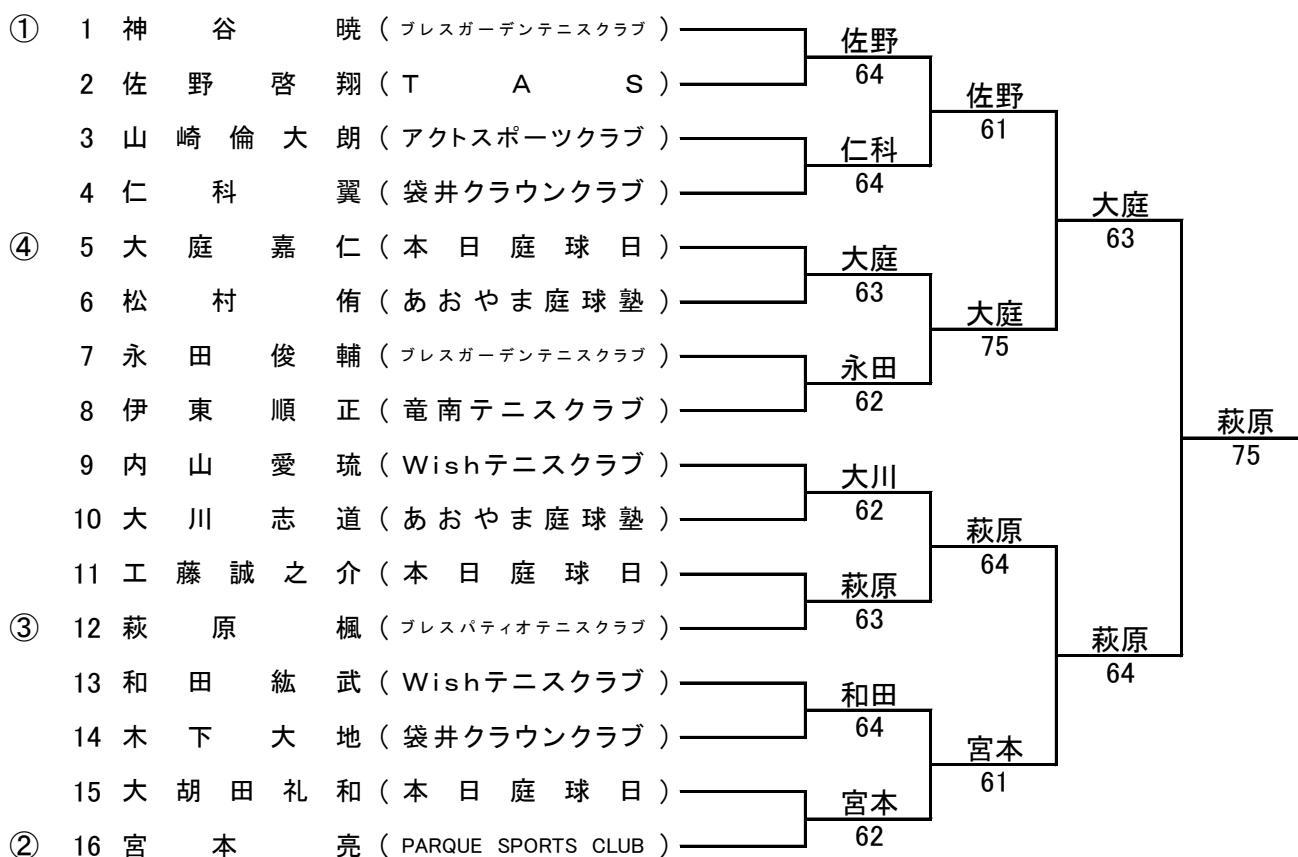 ① 1 神谷 暁 (ブレスガーデンテニスクラブ)
佐野
64
2 佐野啓翔 (TAS)
佐野
61
3 山崎倫大朗 (アクトスポーツクラブ)
仁科
64
4 仁科 翼 (袋井クラウンクラブ)
大庭
63
④ 5 大庭嘉仁 (本日庭球日)
大庭
63
6 松村 侑 (あおやま庭球塾)
大庭
75
7 永田俊輔 (ブレスガーデンテニスクラブ)
永田
62
8 伊東順正 (竜南テニスクラブ)
萩原
75
9 内山愛琉 (Wishテニスクラブ)
大川
62
10 大川志道 (あおやま庭球塾)
萩原
64
11 工藤誠之介 (本日庭球日)
萩原
63
③ 12 萩原 楓 (ブレスパティオテニスクラブ)
萩原
64
13 和田紘武 (Wishテニスクラブ)
和田
64
14 木下大地 (袋井クラウンクラブ)
宮本
61
15 大胡田礼和 (本日庭球日)
宮本
62
② 16 宮本 亮 (PARQUE SPORTS CLUB)